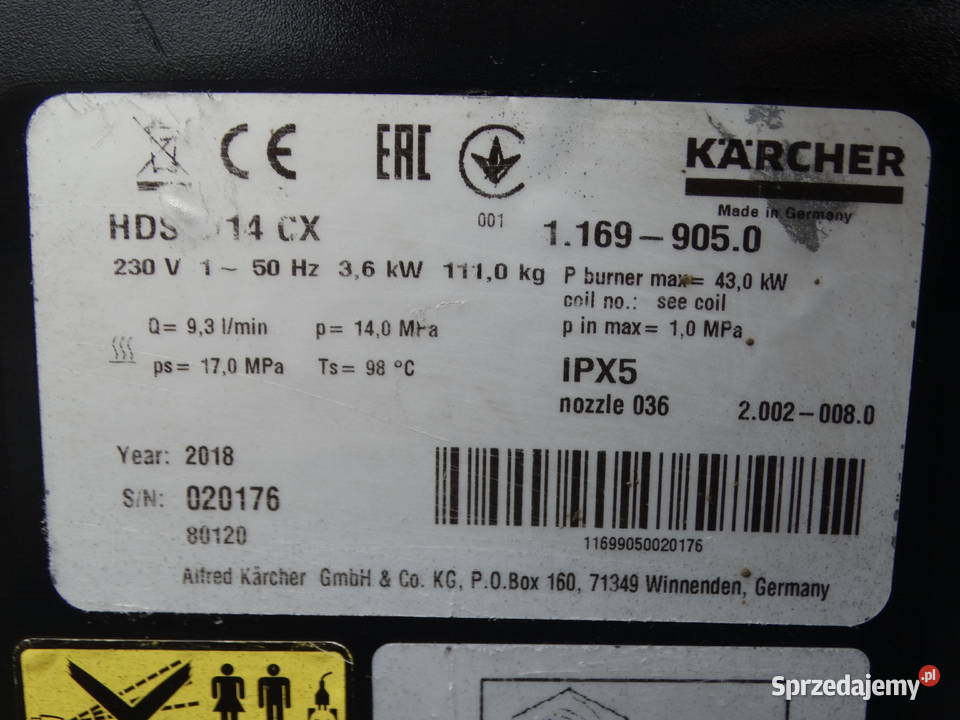 CE EAC KÄRCHER
Made in Germany
001
HDS 14 CX 1.169-905.0
230 V 1~ 50 Hz 3,6 kW 111,0 kg
P burner max= 43,0 kW
coil no.: see coil
Q= 9,3 l/min p= 14,0 MPa p in max= 1,0 MPa
ps= 17,0 MPa Ts= 98 °C
IPX5
nozzle 036 2.002-008.0
Year: 2018
S/N: 020176
80120
11699050020176
Alfred Kärcher GmbH & Co. KG, P.O.Box 160, 71349 Winnenden, Germany
Sprzedajemy.pl